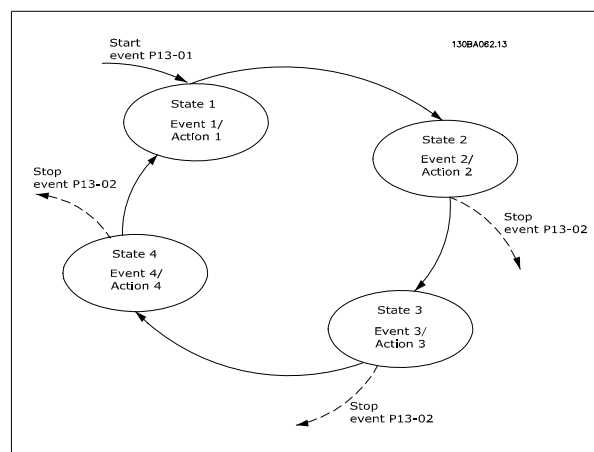 Start
event P13-01
130BA062.13
State 1
Event 1/
Action 1
State 2
Event 2/
Action 2
Stop
event P13-02
Stop
event P13-02
State 4
Event 4/
Action 4
State 3
Event 3/
Action 3
Stop
event P13-02